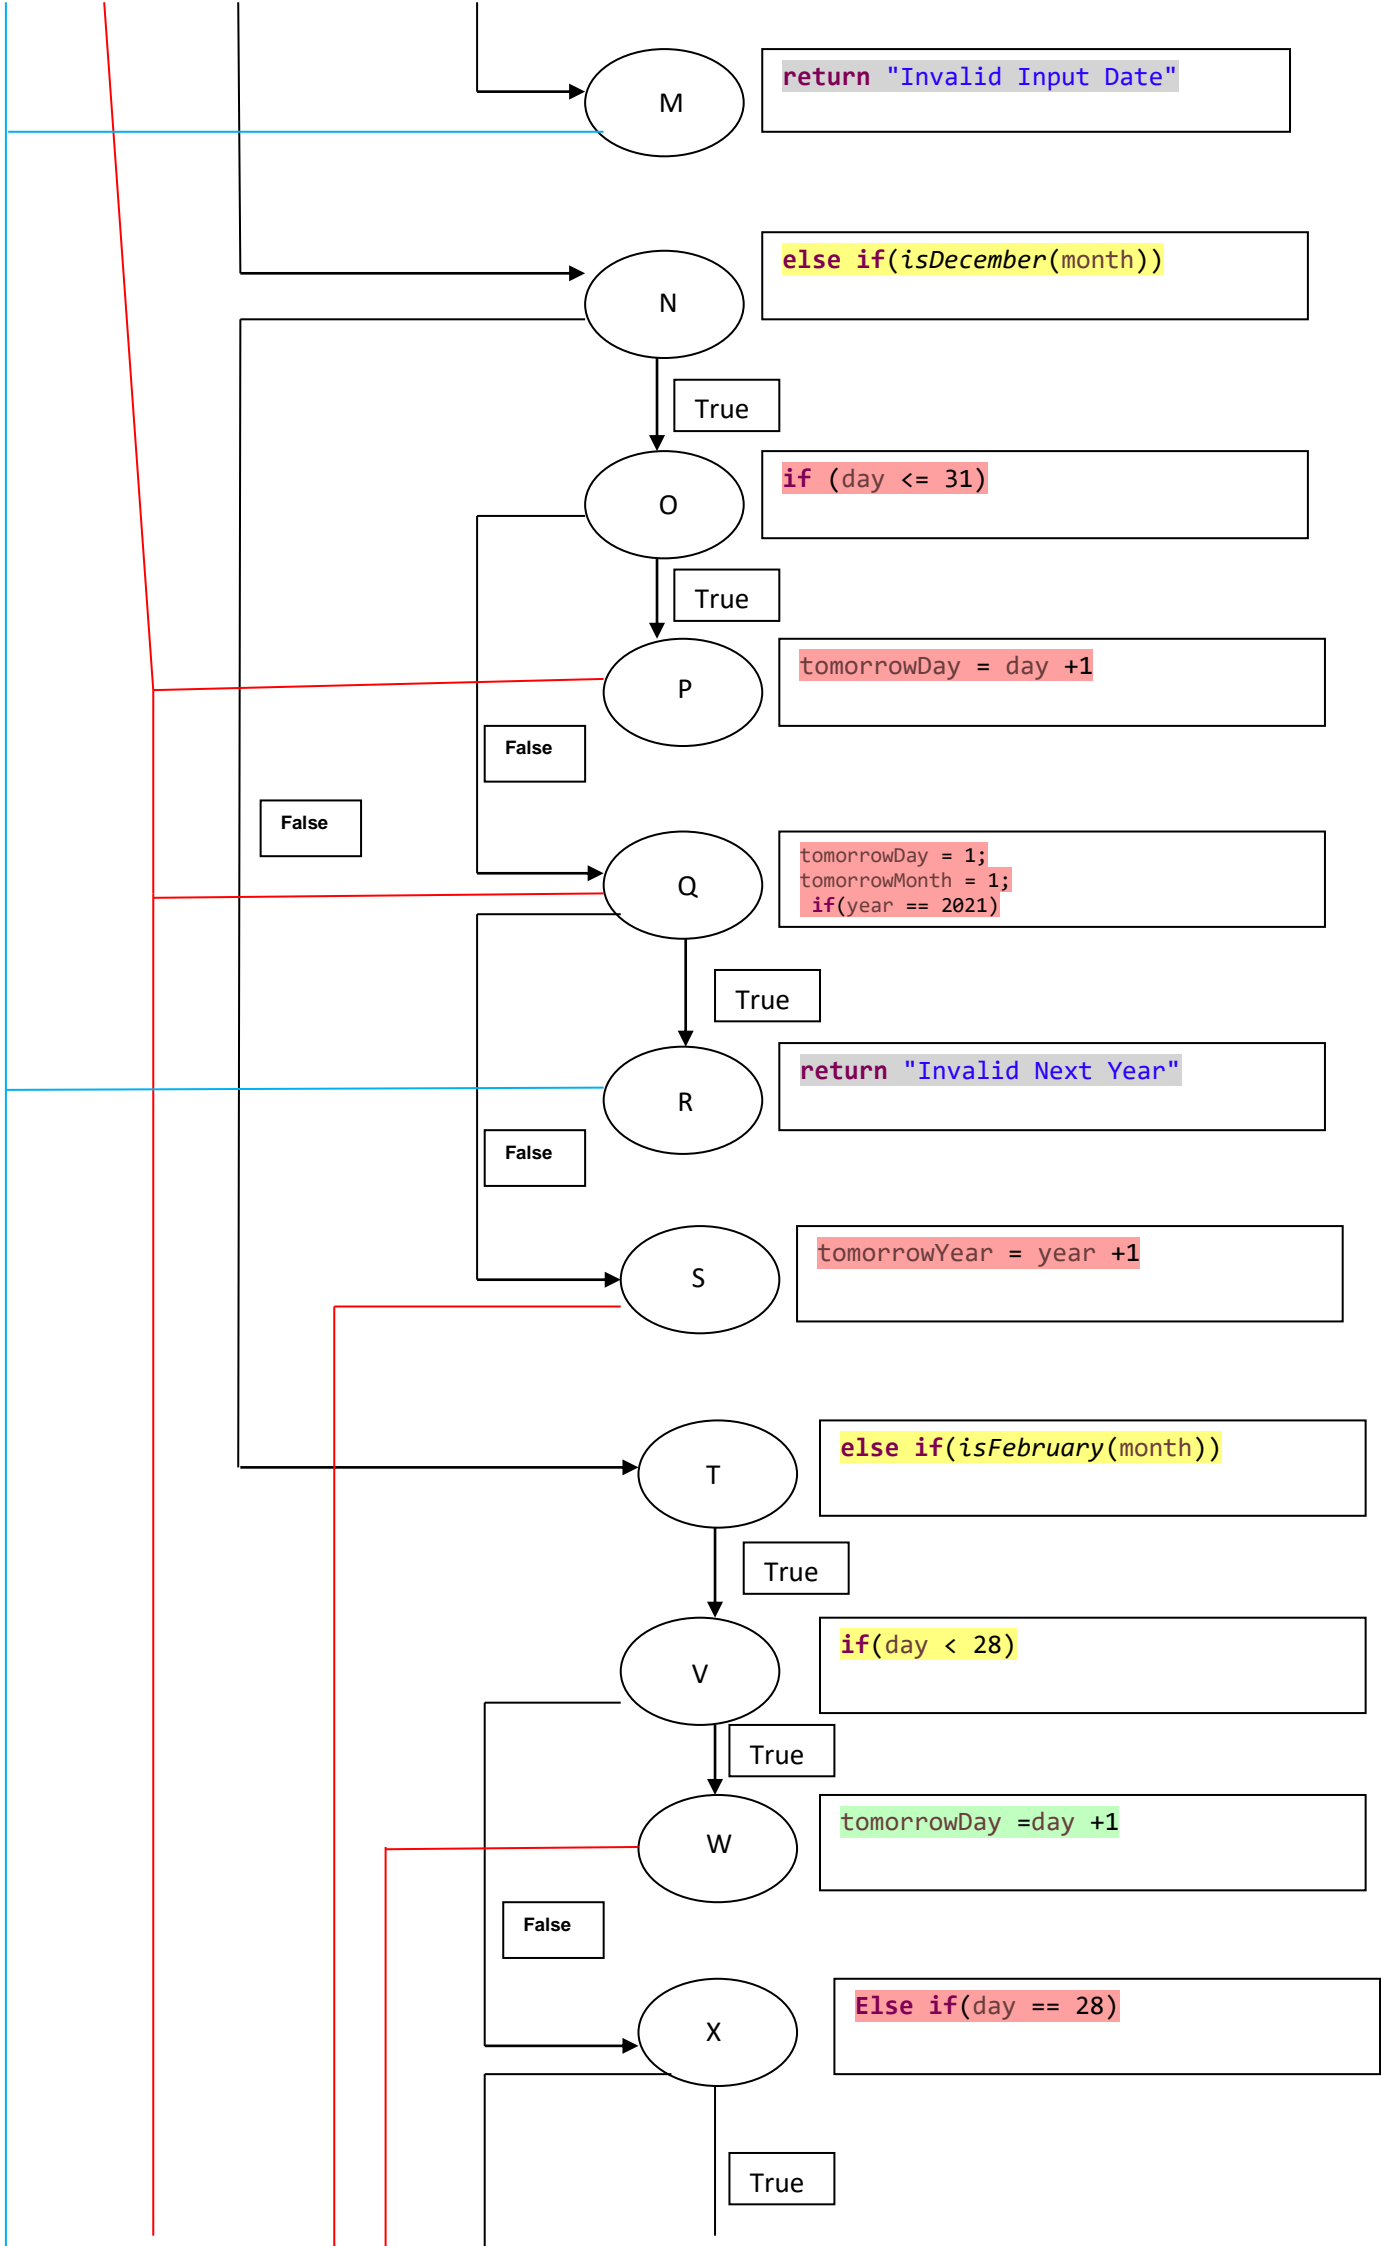 M
return "Invalid Input Date"
N
else if(isDecember(month))
True
O
if (day <= 31)
True
P
tomorrowDay = day +1
False
False
Q
tomorrowDay = 1;
tomorrowMonth = 1;
if(year == 2021)
True
R
return "Invalid Next Year"
False
S
tomorrowYear = year +1
T
else if(isFebruary(month))
True
V
if(day < 28)
True
W
tomorrowDay =day +1
False
X
Else if(day == 28)
True